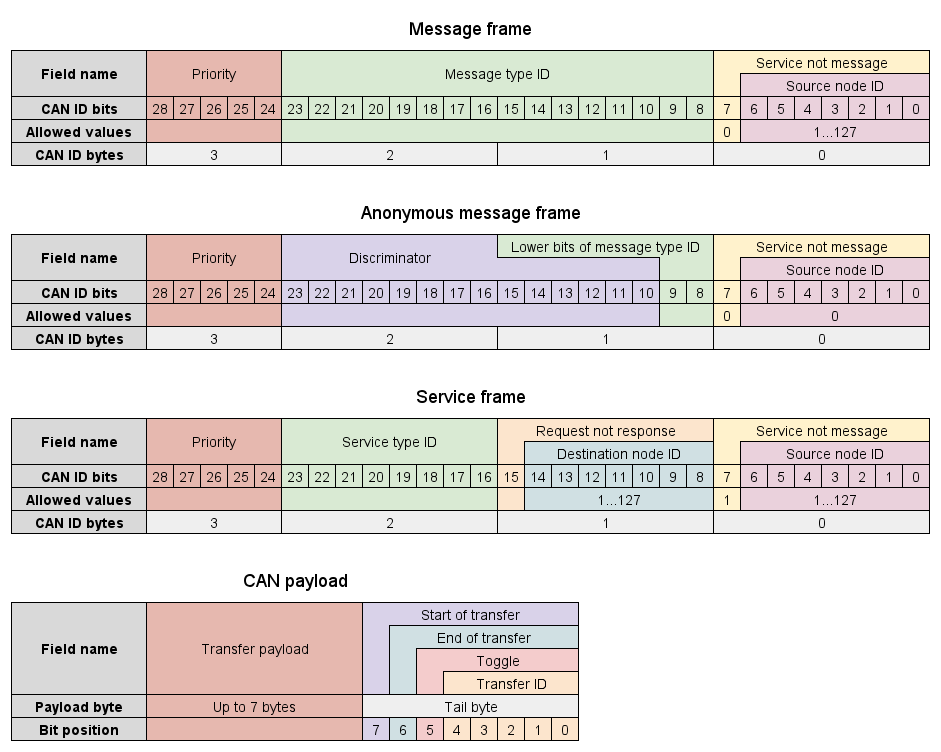 Message frame
Field name Priority Message type ID Service not message
Source node ID
CAN ID bits 28 27 26 25 24 23 22 21 20 19 18 17 16 15 14 13 12 11 10 9 8 7 6 5 4 3 2 1 0
Allowed values 0 1...127
CAN ID bytes 3 2 1 0
Anonymous message frame
Field name Priority Discriminator Lower bits of message type ID Service not message
Source node ID
CAN ID bits 28 27 26 25 24 23 22 21 20 19 18 17 16 15 14 13 12 11 10 9 8 7 6 5 4 3 2 1 0
Allowed values 0 0
CAN ID bytes 3 2 1 0
Service frame
Field name Priority Service type ID Request not response Service not message
Destination node ID Source node ID
CAN ID bits 28 27 26 25 24 23 22 21 20 19 18 17 16 15 14 13 12 11 10 9 8 7 6 5 4 3 2 1 0
Allowed values 1...127 1 1...127
CAN ID bytes 3 2 1 0
CAN payload
Field name Transfer payload Start of transfer
End of transfer
Toggle
Transfer ID
Payload byte Up to 7 bytes Tail byte
Bit position 7 6 5 4 3 2 1 0